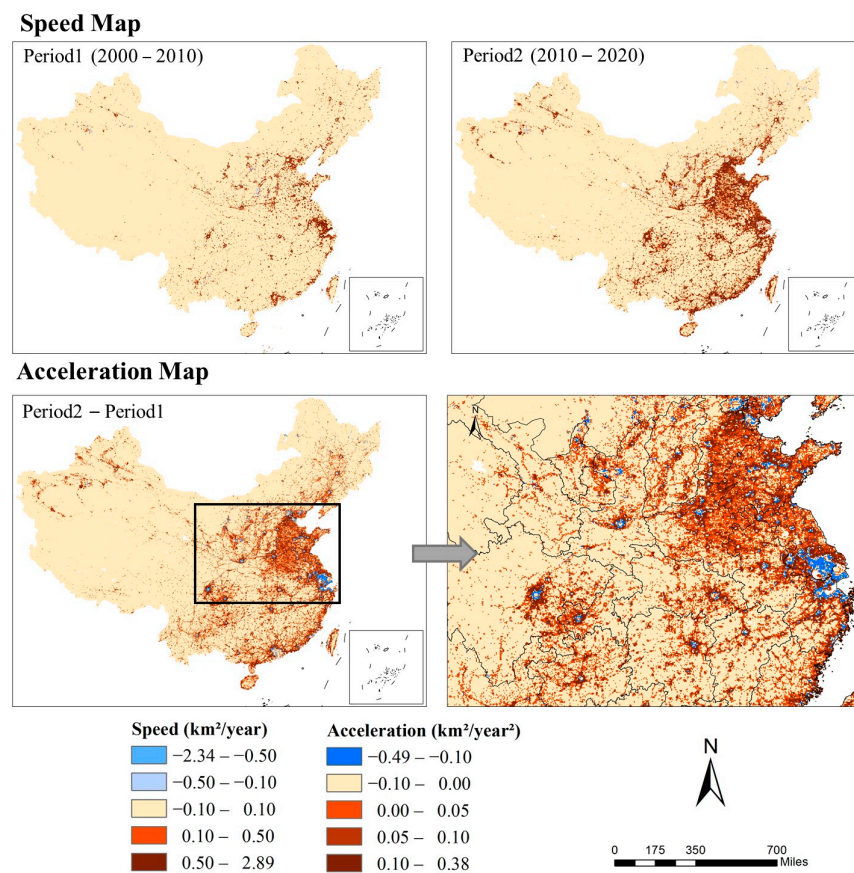 Speed Map
Period1 (2000 – 2010)
Period2 (2010 – 2020)
Acceleration Map
Period2 – Period1
N
Speed (km²/year)
−2.34 – −0.50
−0.50 – −0.10
−0.10 – 0.10
0.10 – 0.50
0.50 – 2.89
Acceleration (km²/year²)
−0.49 – −0.10
−0.10 – 0.00
0.00 – 0.05
0.05 – 0.10
0.10 – 0.38
N
0 175 350 700
Miles